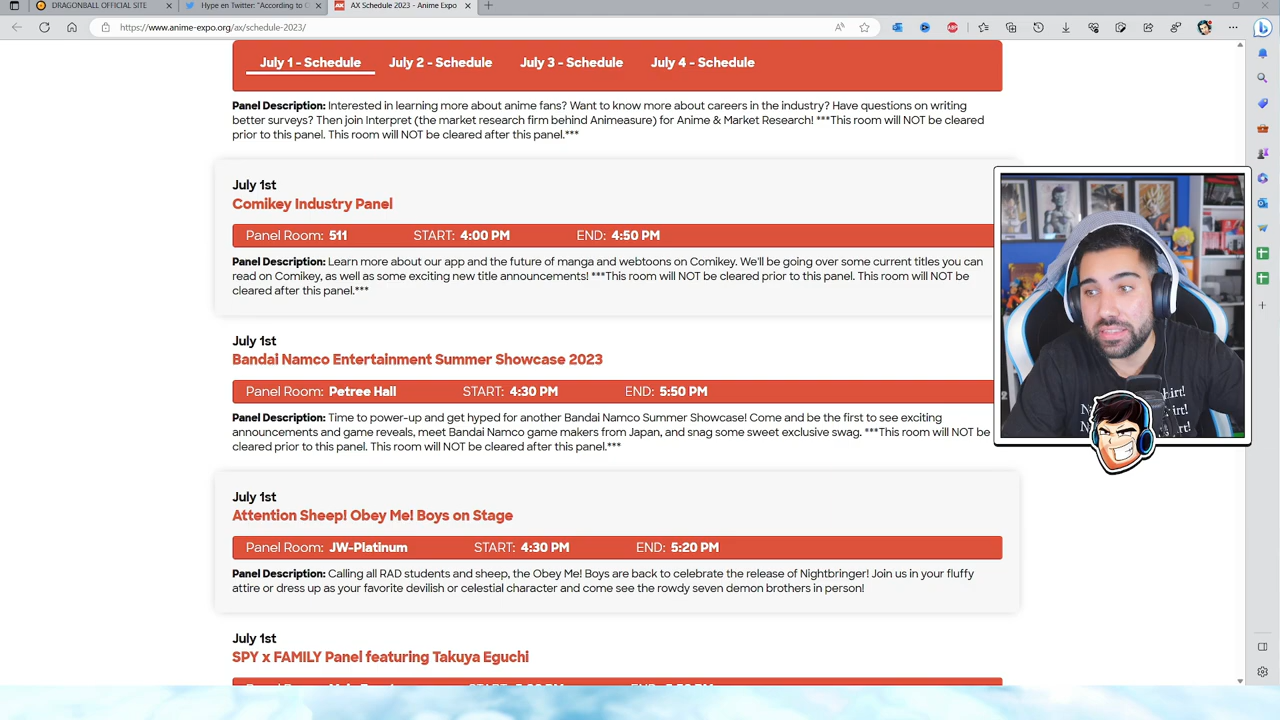 DRAGONBALL OFFICIAL SITE
Hype en Twitter: "According to
AX Schedule 2023 - Anime Expo
https://www.anime-expo.org/ax/schedule-2023/
July 1 - Schedule July 2 - Schedule July 3 - Schedule July 4 - Schedule
Panel Description: Interested in learning more about anime fans? Want to know more about careers in the industry? Have questions on writing
better surveys? Then join Interpret (the market research firm behind Animeasure) for Anime & Market Research! ***This room will NOT be cleared
prior to this panel. This room will NOT be cleared after this panel.***
July 1st
Comikey Industry Panel
Panel Room: 511 START: 4:00 PM END: 4:50 PM
Panel Description: Learn more about our app and the future of manga and webtoons on Comikey. We'll be going over some current titles you can
read on Comikey, as well as some exciting new title announcements! ***This room will NOT be cleared prior to this panel. This room will NOT be
cleared after this panel.***
July 1st
Bandai Namco Entertainment Summer Showcase 2023
Panel Room: Petree Hall START: 4:30 PM END: 5:50 PM
Panel Description: Time to power-up and get hyped for another Bandai Namco Summer Showcase! Come and be the first to see exciting
announcements and game reveals, meet Bandai Namco game makers from Japan, and snag some sweet exclusive swag. ***This room will NOT be
cleared prior to this panel. This room will NOT be cleared after this panel.***
July 1st
Attention Sheep! Obey Me! Boys on Stage
Panel Room: JW-Platinum START: 4:30 PM END: 5:20 PM
Panel Description: Calling all RAD students and sheep, the Obey Me! Boys are back to celebrate the release of Nightbringer! Join us in your fluffy
attire or dress up as your favorite devilish or celestial character and come see the rowdy seven demon brothers in person!
July 1st
SPY x FAMILY Panel featuring Takuya Eguchi